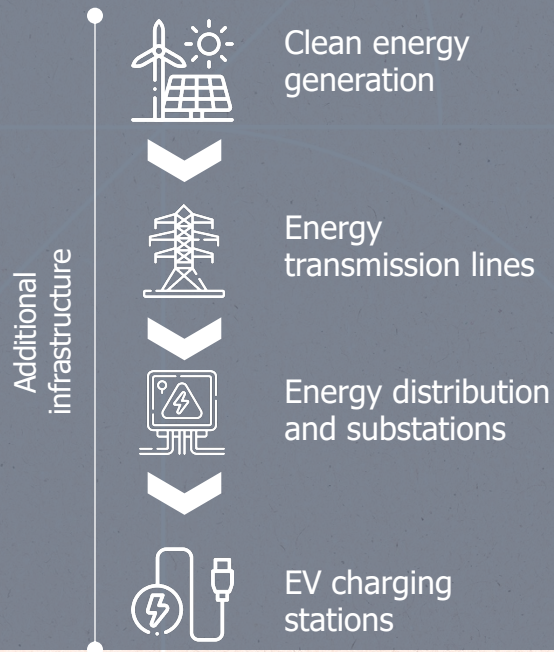 Clean energy
generation
Energy
transmission lines
Additional
infrastructure
Energy distribution
and substations
EV charging
stations